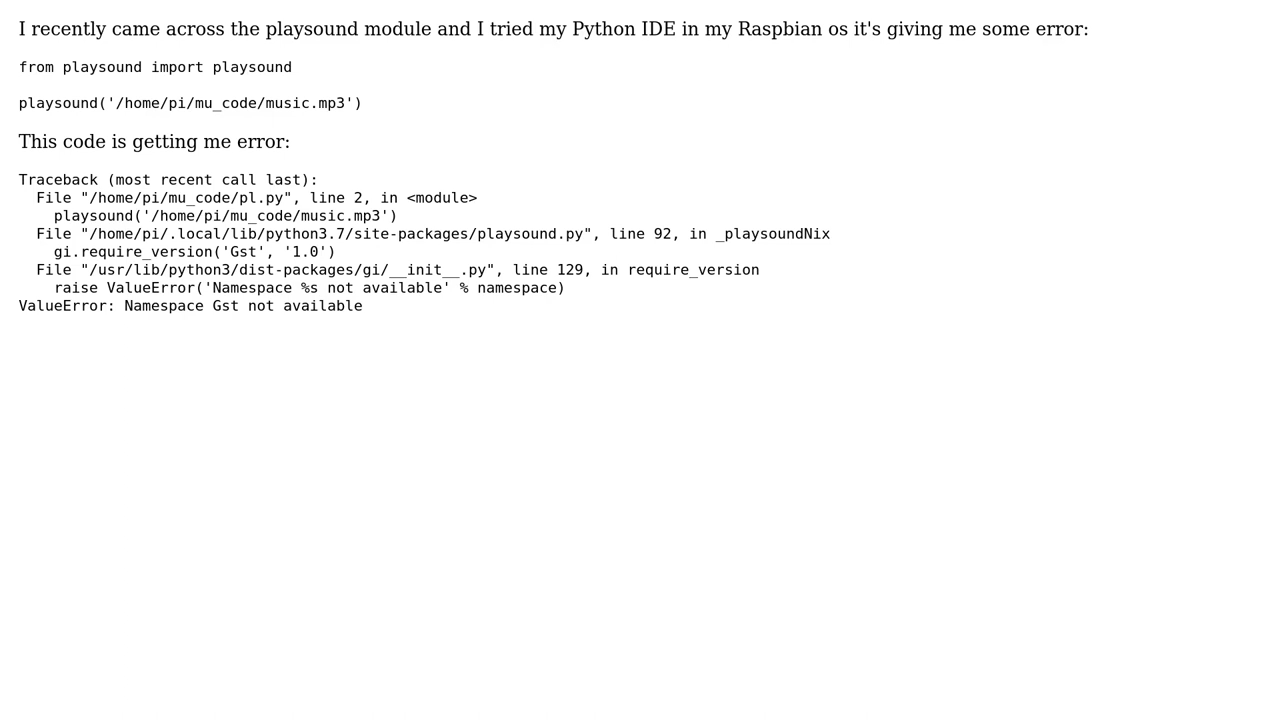 I recently came across the playsound module and I tried my Python IDE in my Raspbian os it's giving me some error:
from playsound import playsound
playsound('/home/pi/mu_code/music.mp3')
This code is getting me error:
Traceback (most recent call last):
  File "/home/pi/mu_code/pl.py", line 2, in <module>
    playsound('/home/pi/mu_code/music.mp3')
  File "/home/pi/.local/lib/python3.7/site-packages/playsound.py", line 92, in _playsoundNix
    gi.require_version('Gst', '1.0')
  File "/usr/lib/python3/dist-packages/gi/__init__.py", line 129, in require_version
    raise ValueError('Namespace %s not available' % namespace)
ValueError: Namespace Gst not available